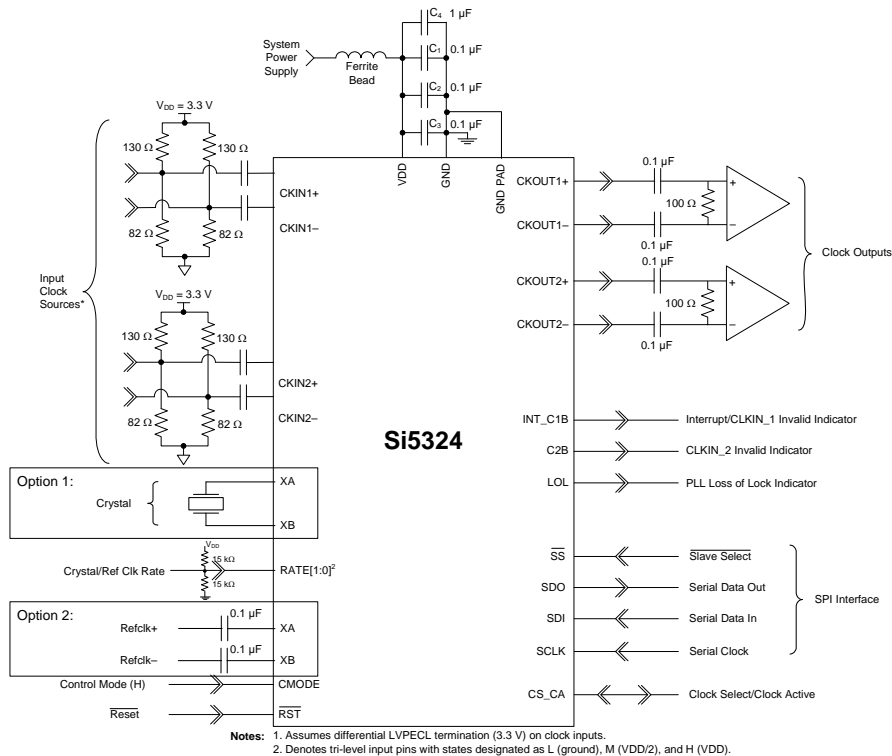 C4 1 µF
System
Power
Supply
Ferrite
Bead
C1 0.1 µF
C2 0.1 µF
C3 0.1 µF
VDD = 3.3 V
130 Ω 130 Ω
82 Ω 82 Ω
CKIN1+
CKIN1–
VDD
GND
GND PAD
CKOUT1+
CKOUT1–
0.1 µF
100 Ω
+
–
0.1 µF
Clock Outputs
CKOUT2+
CKOUT2–
0.1 µF
100 Ω
+
–
0.1 µF
Input
Clock
Sources*
VDD = 3.3 V
130 Ω 130 Ω
82 Ω 82 Ω
CKIN2+
CKIN2–
Si5324
INT_C1B Interrupt/CLKIN_1 Invalid Indicator
C2B CLKIN_2 Invalid Indicator
LOL PLL Loss of Lock Indicator
Option 1:
Crystal
XA
XB
VDD
15 kΩ
15 kΩ
Crystal/Ref Clk Rate RATE[1:0]2
SS Slave Select
SDO Serial Data Out
SDI Serial Data In
SCLK Serial Clock
SPI Interface
Option 2:
Refclk+ 0.1 µF XA
Refclk– 0.1 µF XB
Control Mode (H) CMODE
Reset RST
CS_CA Clock Select/Clock Active
Notes: 1. Assumes differential LVPECL termination (3.3 V) on clock inputs.
2. Denotes tri-level input pins with states designated as L (ground), M (VDD/2), and H (VDD).